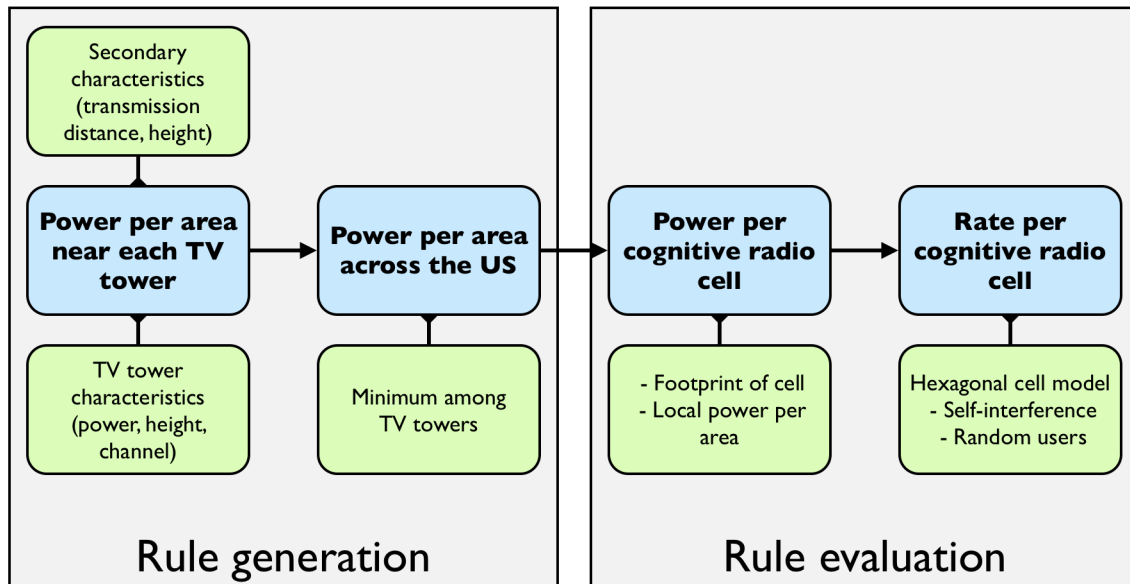 Secondary
characteristics
(transmission
distance, height)
Power per area
near each TV
tower
TV tower
characteristics
(power, height,
channel)
Power per area
across the US
Minimum among
TV towers
Rule generation
Power per
cognitive radio
cell
- Footprint of cell
- Local power per
area
Rate per
cognitive radio
cell
Hexagonal cell model
- Self-interference
- Random users
Rule evaluation